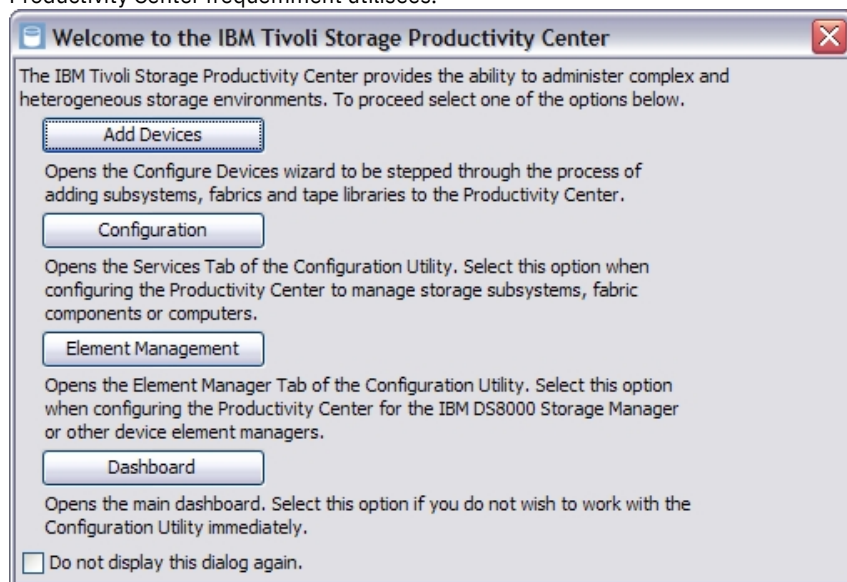 Productivity Center fréquemment utilisées.
Welcome to the IBM Tivoli Storage Productivity Center
The IBM Tivoli Storage Productivity Center provides the ability to administer complex and
heterogeneous storage environments. To proceed select one of the options below.
Add Devices
Opens the Configure Devices wizard to be stepped through the process of
adding subsystems, fabrics and tape libraries to the Productivity Center.
Configuration
Opens the Services Tab of the Configuration Utility. Select this option when
configuring the Productivity Center to manage storage subsystems, fabric
components or computers.
Element Management
Opens the Element Manager Tab of the Configuration Utility. Select this option
when configuring the Productivity Center for the IBM DS8000 Storage Manager
or other device element managers.
Dashboard
Opens the main dashboard. Select this option if you do not wish to work with the
Configuration Utility immediately.
Do not display this dialog again.